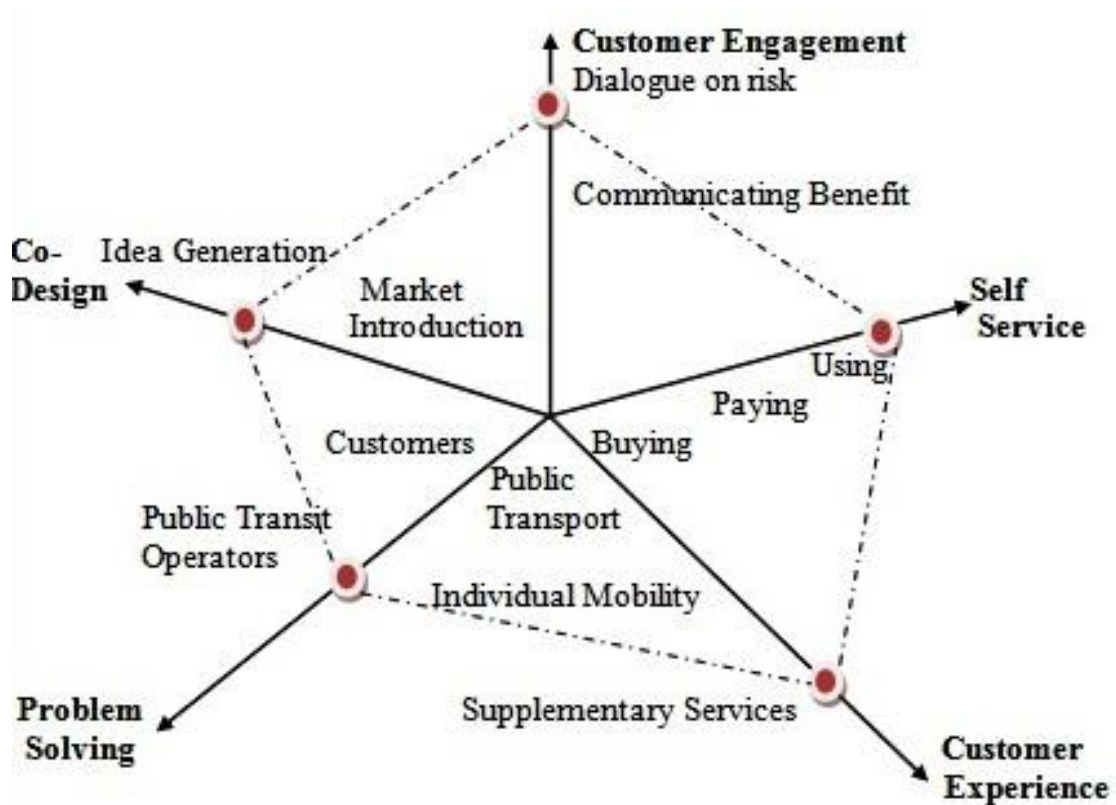 Customer Engagement
Dialogue on risk
Communicating Benefit
Co-
Design
Idea Generation
Market
Introduction
Self
Service
Using
Paying
Customers
Buying
Public
Transport
Public Transit
Operators
Individual Mobility
Problem
Solving
Supplementary Services
Customer
Experience